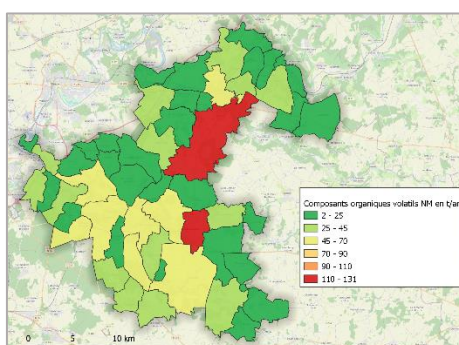 Composants organiques volatils NM en t/an
2 - 25
25 - 45
45 - 70
70 - 90
90 - 110
110 - 131
0 5 10 km